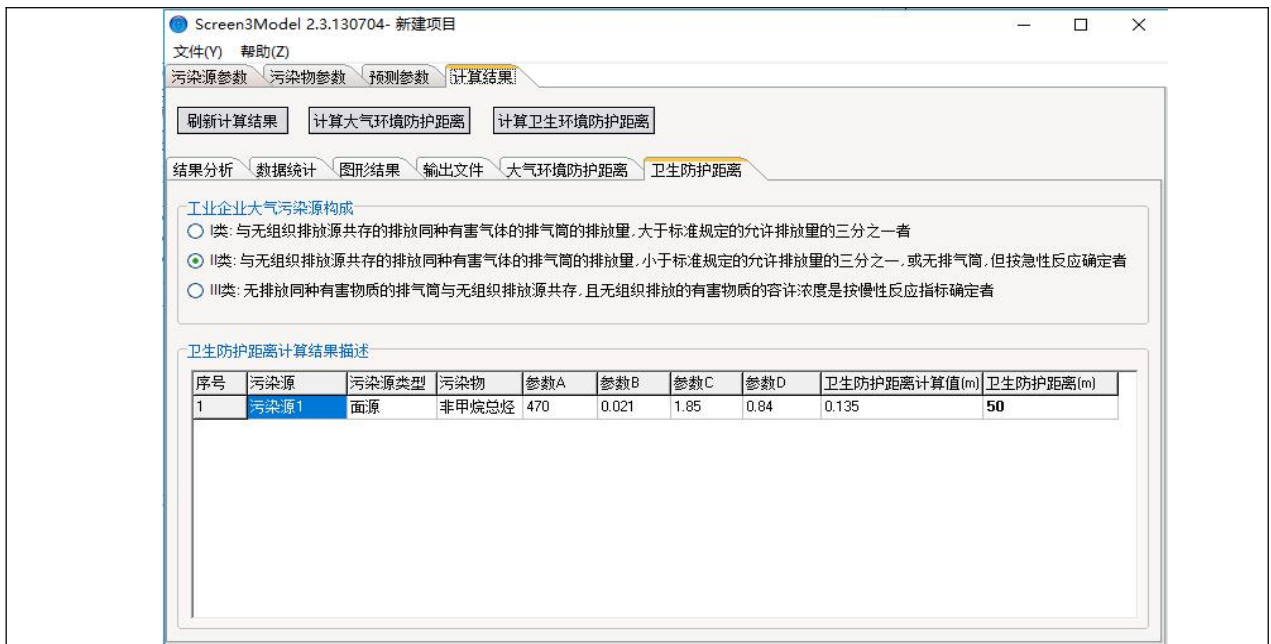 Screen3Model 2.3.130704- 新建项目
文件(Y) 帮助(Z)
污染源参数 污染物参数 预测参数 计算结果
刷新计算结果 计算大气环境防护距离 计算卫生环境防护距离
结果分析 数据统计 图形结果 输出文件 大气环境防护距离 卫生防护距离
工业企业大气污染源构成
I类:与无组织排放源共存的排放同种有害气体的排气筒的排放量,大于标准规定的允许排放量的三分之一者
II类:与无组织排放源共存的排放同种有害气体的排气筒的排放量,小于标准规定的允许排放量的三分之一,或无排气筒,但按急性反应确定者
III类:无排放同种有害物质的排气筒与无组织排放源共存,且无组织排放的有害物质的容许浓度是按慢性反应指标确定者
卫生防护距离计算结果描述
序号 污染源 污染源类型 污染物 参数A 参数B 参数C 参数D 卫生防护距离计算值(m) 卫生防护距离(m)
1 污染源1 面源 非甲烷总烃 470 0.021 1.85 0.84 0.135 50